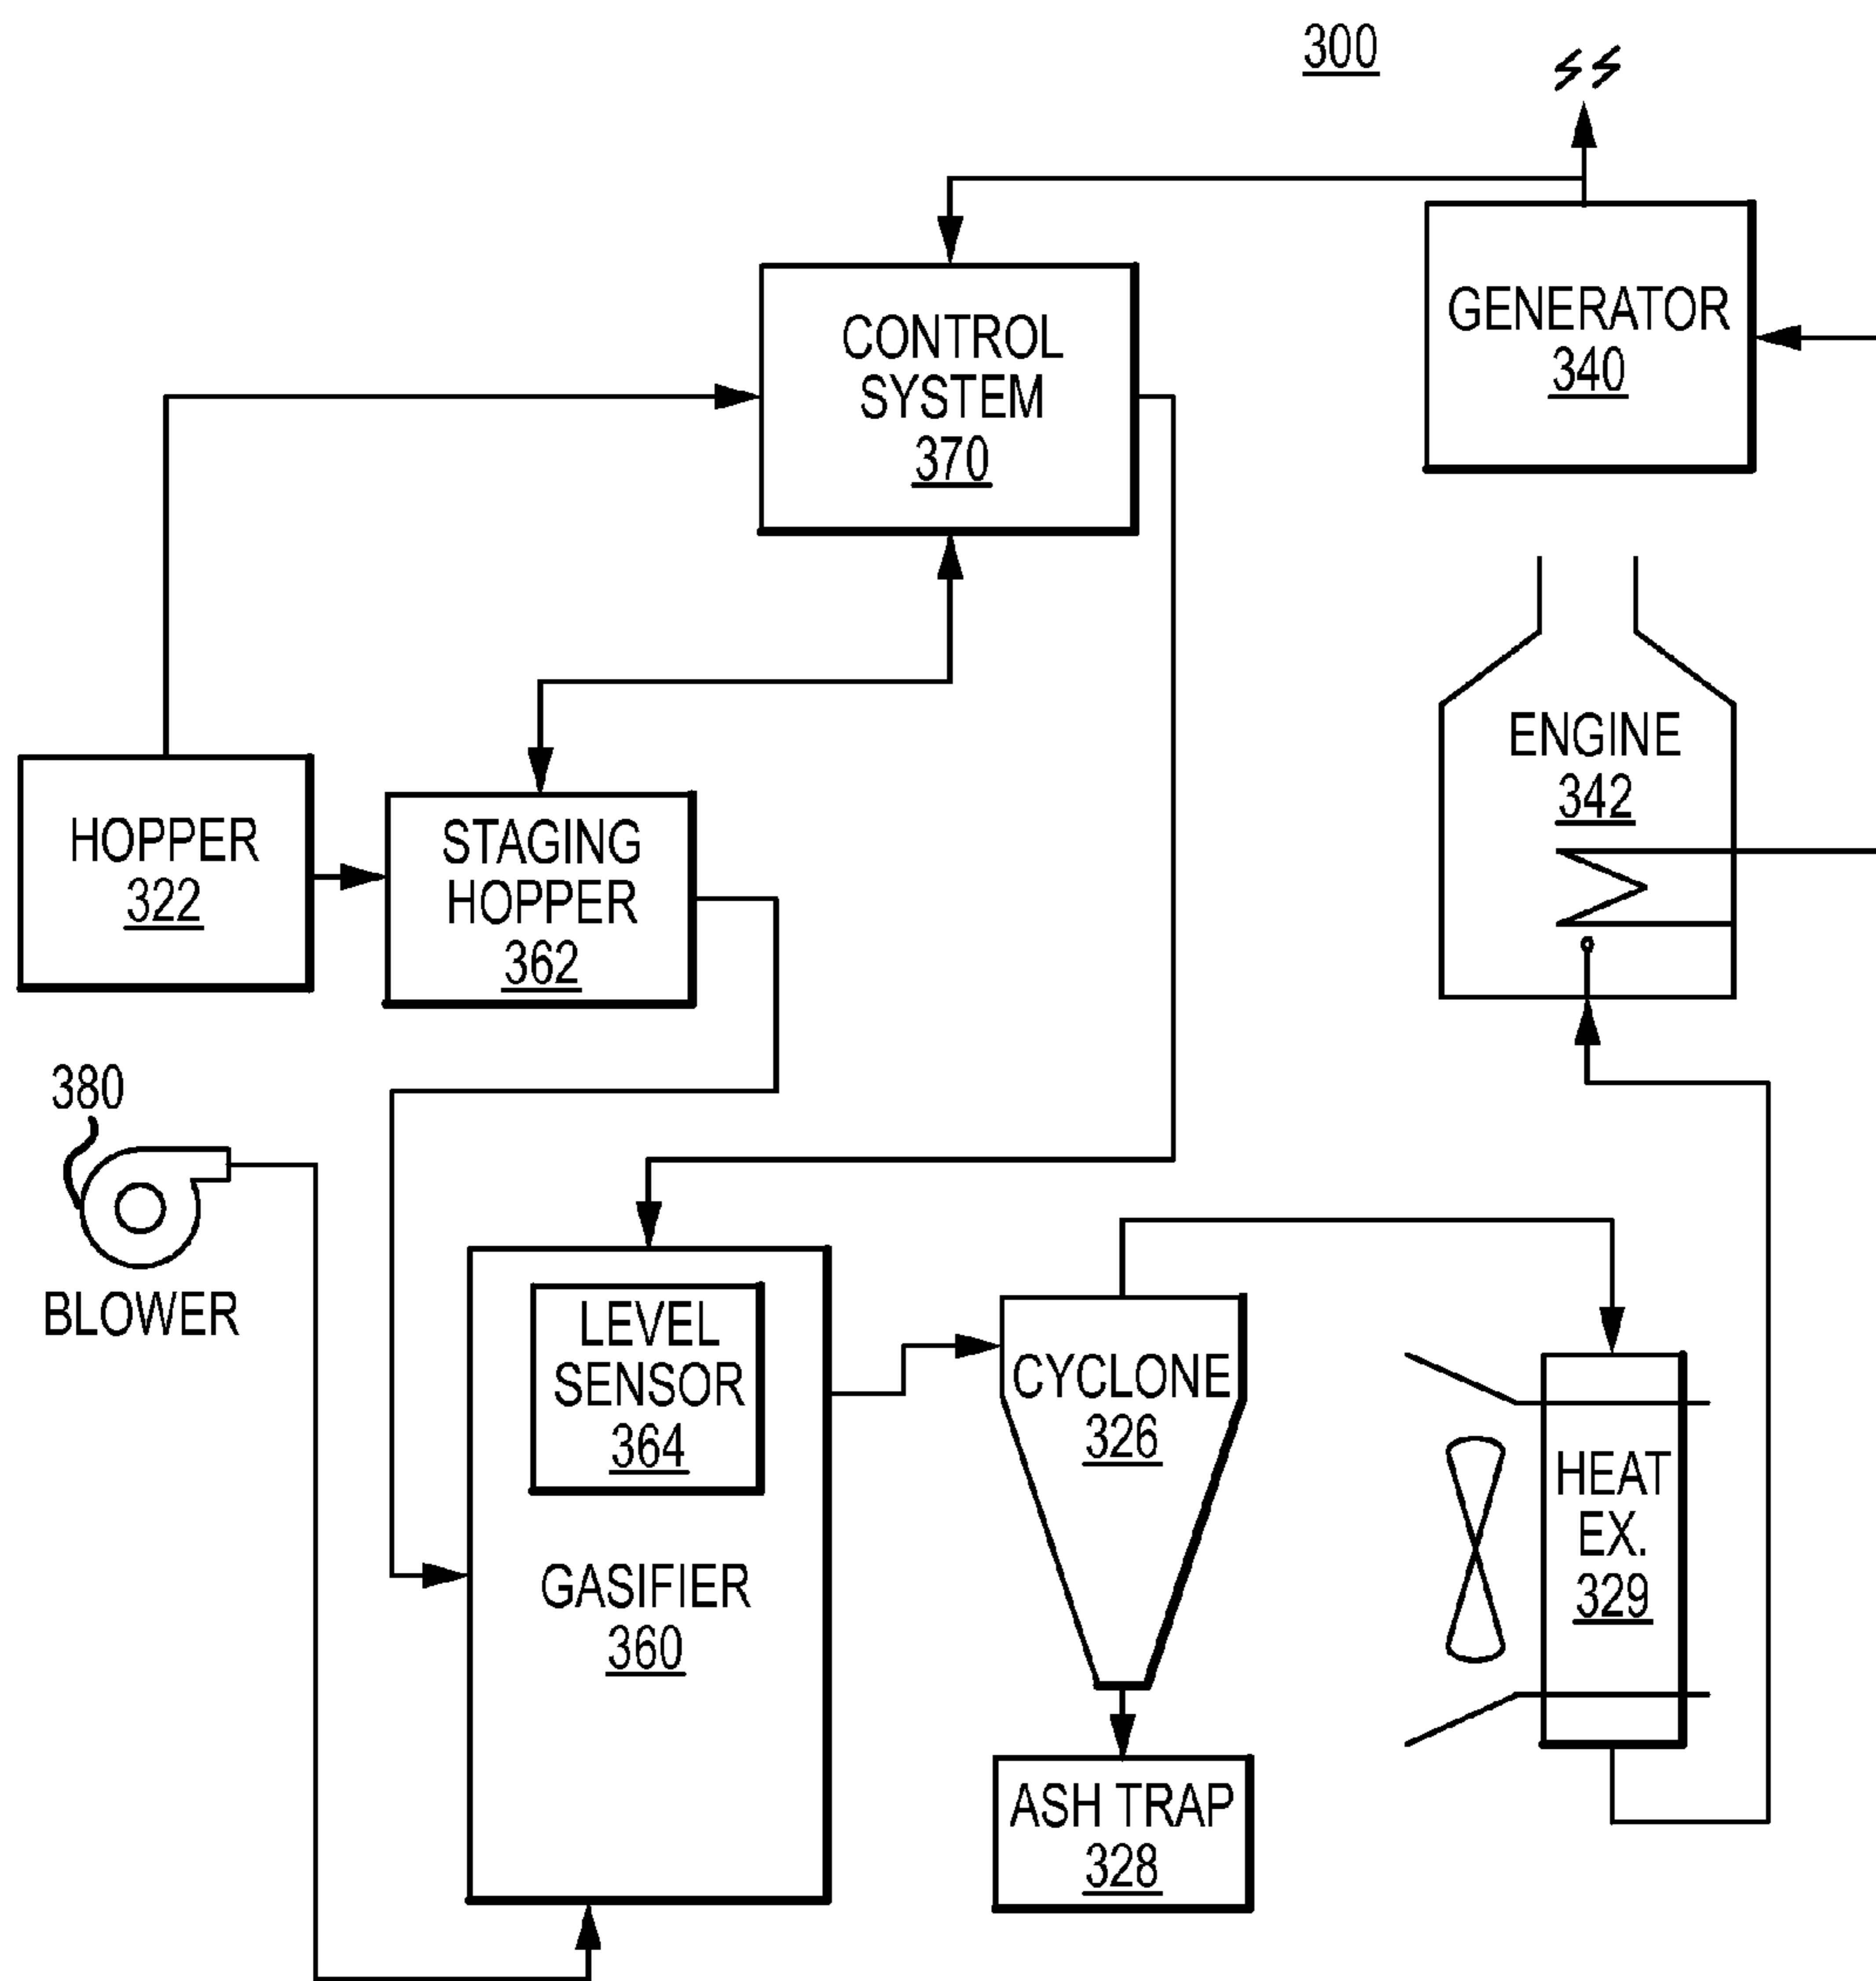 300
CONTROL
SYSTEM
370
GENERATOR
340
HOPPER
322
STAGING
HOPPER
362
ENGINE
342
380
BLOWER
LEVEL
SENSOR
364
GASIFIER
360
CYCLONE
326
ASH TRAP
328
HEAT
EX.
329